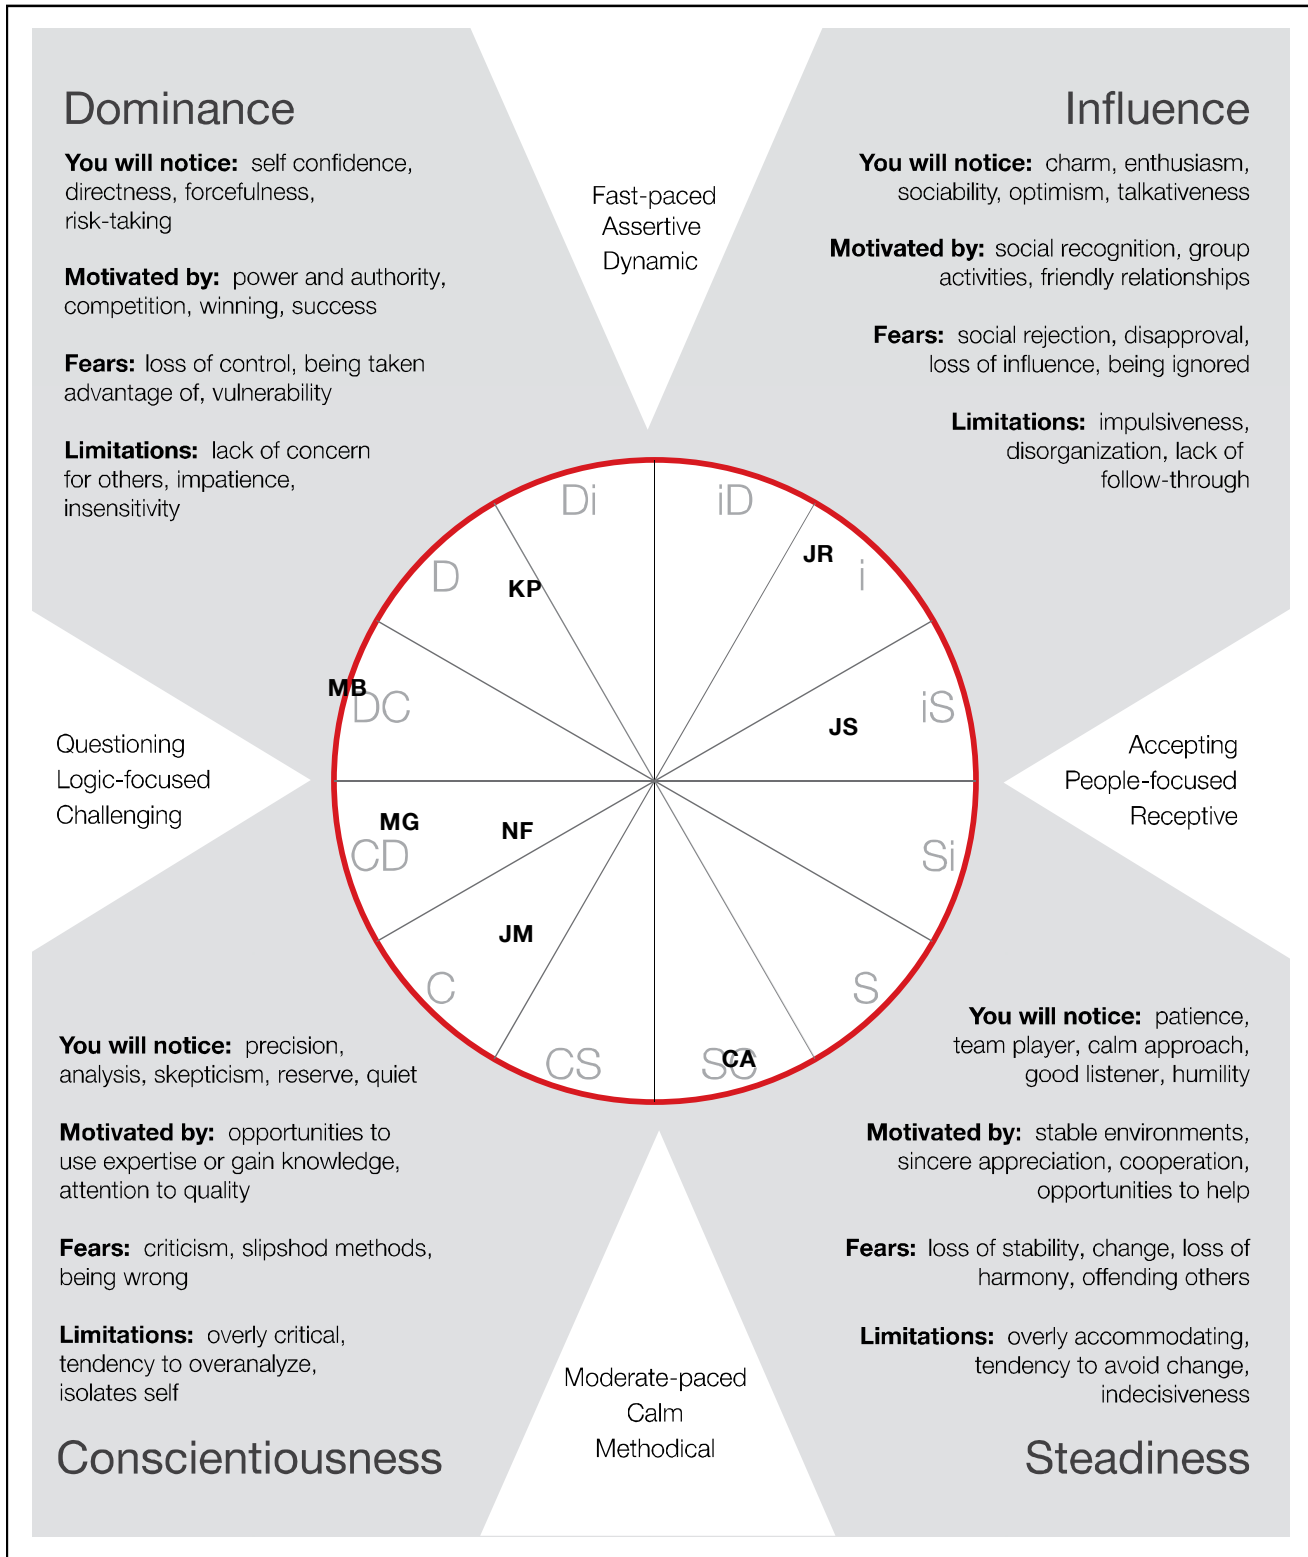 Dominance
You will notice: self confidence,
directness, forcefulness,
risk-taking
Motivated by: power and authority,
competition, winning, success
Fears: loss of control, being taken
advantage of, vulnerability
Limitations: lack of concern
for others, impatience,
insensitivity
Fast-paced
Assertive
Dynamic
Influence
You will notice: charm, enthusiasm,
sociability, optimism, talkativeness
Motivated by: social recognition, group
activities, friendly relationships
Fears: social rejection, disapproval,
loss of influence, being ignored
Limitations: impulsiveness,
disorganization, lack of
follow-through
Di
iD
JR
D
KP
i
MB
DC
iS
JS
Questioning
Logic-focused
Challenging
Accepting
People-focused
Receptive
MG
NF
CD
Si
JM
C
S
CS
SC
CA
You will notice: precision,
analysis, skepticism, reserve, quiet
Motivated by: opportunities to
use expertise or gain knowledge,
attention to quality
Fears: criticism, slipshod methods,
being wrong
Limitations: overly critical,
tendency to overanalyze,
isolates self
Conscientiousness
Moderate-paced
Calm
Methodical
You will notice: patience,
team player, calm approach,
good listener, humility
Motivated by: stable environments,
sincere appreciation, cooperation,
opportunities to help
Fears: loss of stability, change, loss of
harmony, offending others
Limitations: overly accommodating,
tendency to avoid change,
indecisiveness
Steadiness